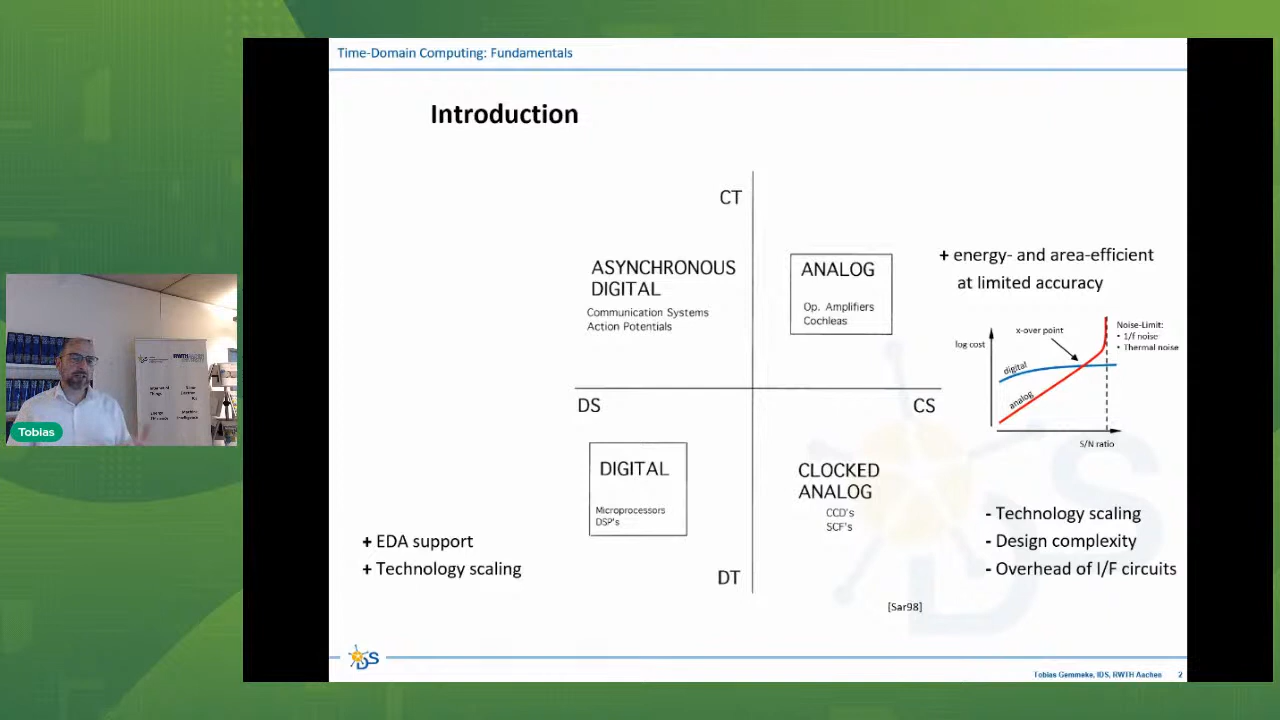 Time-Domain Computing: Fundamentals
Introduction
CT
ASYNCHRONOUS
DIGITAL
Communication Systems
Action Potentials
ANALOG
Op. Amplifiers
Cochleas
+ energy- and area-efficient
at limited accuracy
log cost
x-over point
Noise-Limit:
• 1/f noise
• Thermal noise
digital
analog
S/N ratio
DS
CS
DIGITAL
Microprocessors
DSP's
CLOCKED
ANALOG
CCD's
SCF's
+ EDA support
+ Technology scaling
DT
- Technology scaling
- Design complexity
- Overhead of I/F circuits
[Sar98]
IDS
Tobias Gemmeke, IDS, RWTH Aachen 2
Tobias